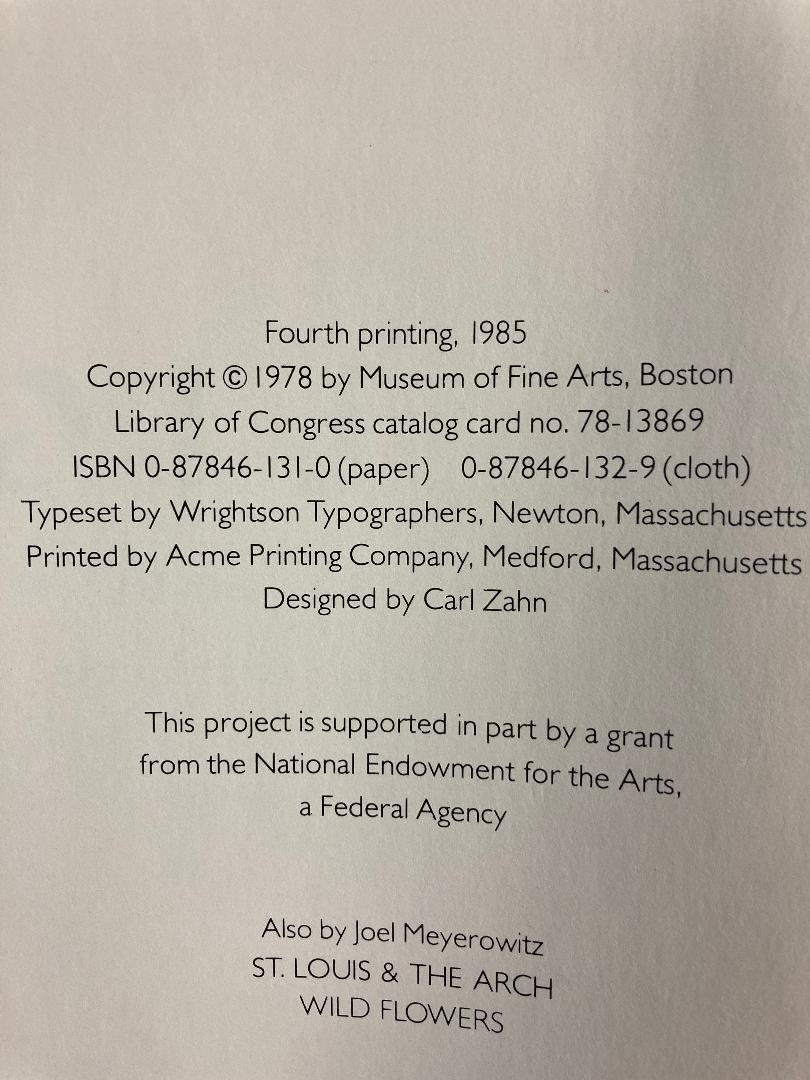 Fourth printing, 1985
Copyright © 1978 by Museum of Fine Arts, Boston
Library of Congress catalog card no. 78-13869
ISBN 0-87846-131-0 (paper) 0-87846-132-9 (cloth)
Typeset by Wrightson Typographers, Newton, Massachusetts
Printed by Acme Printing Company, Medford, Massachusetts
Designed by Carl Zahn
This project is supported in part by a grant
from the National Endowment for the Arts,
a Federal Agency
Also by Joel Meyerowitz
ST. LOUIS & THE ARCH
WILD FLOWERS